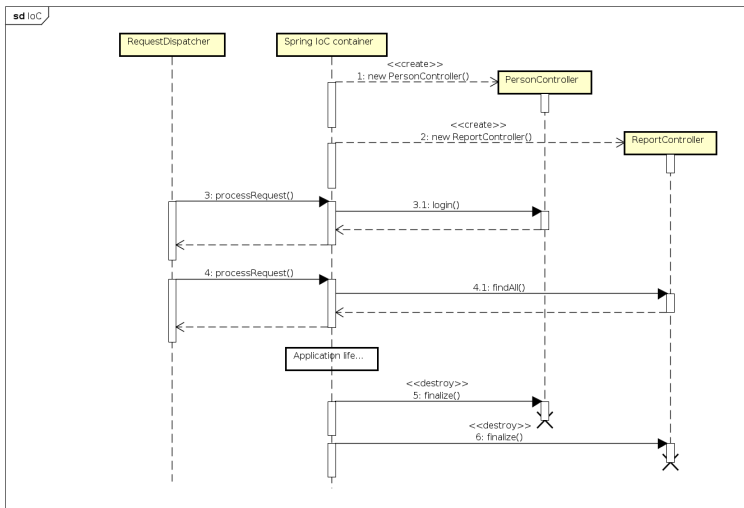 sd IoC
RequestDispatcher
Spring IoC container
<<create>>
1: new PersonController()
PersonController
<<create>>
2: new ReportController()
ReportController
3: processRequest()
3.1: login()
4: processRequest()
4.1: findAll()
Application life...
<<destroy>>
5: finalize()
<<destroy>>
6: finalize()